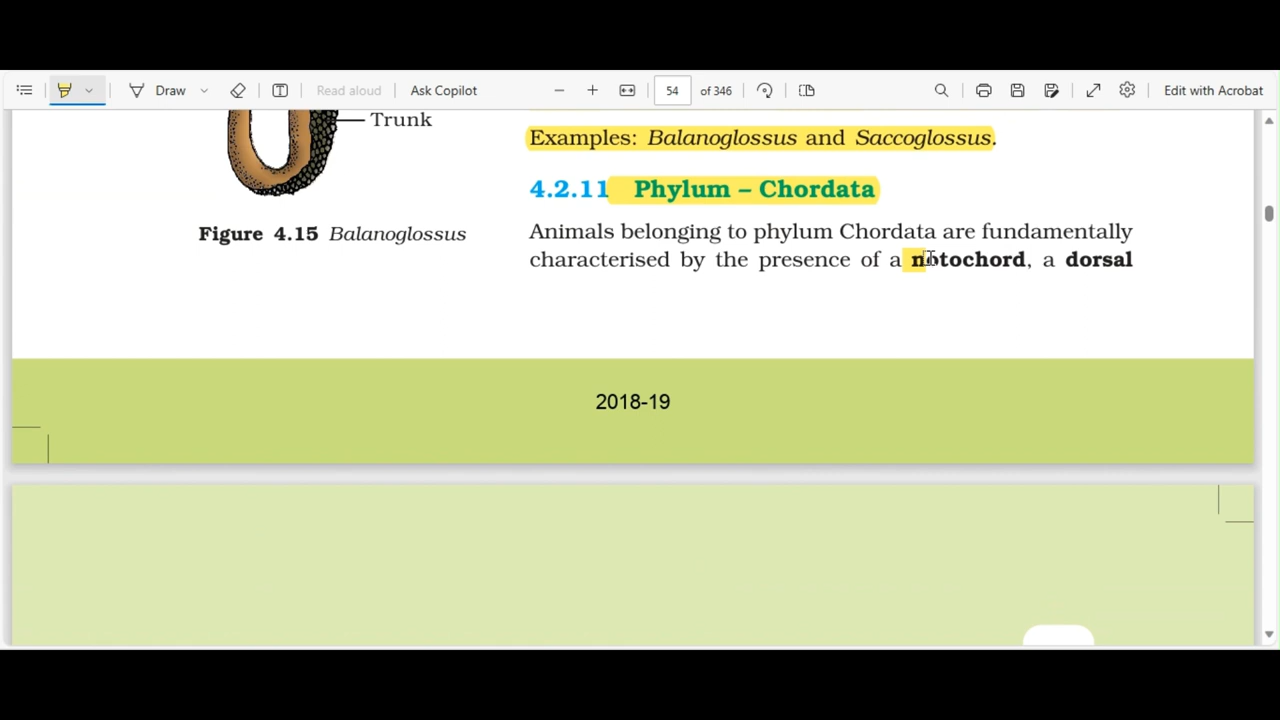 Draw
Read aloud
Ask Copilot
54 of 346
Edit with Acrobat
Trunk
Figure 4.15 Balanoglossus
Examples: Balanoglossus and Saccoglossus.
4.2.11 Phylum – Chordata
Animals belonging to phylum Chordata are fundamentally
characterised by the presence of a notochord, a dorsal
2018-19